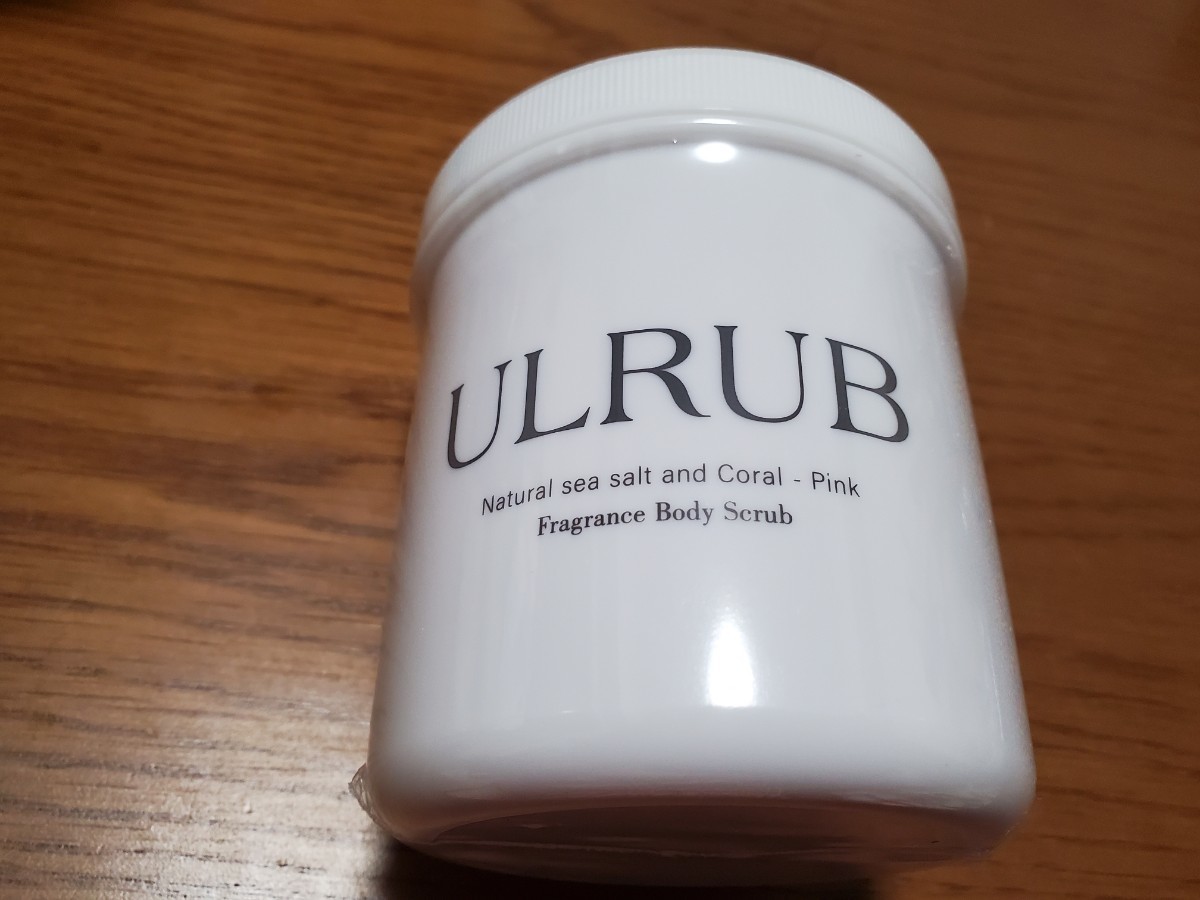 ULRUB
Natural sea salt and Coral - Pink
Fragrance Body Scrub